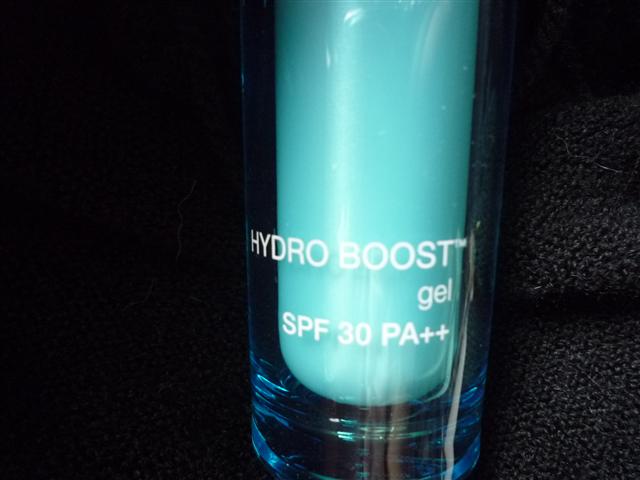 HYDRO BOOST™
gel
SPF 30 PA++